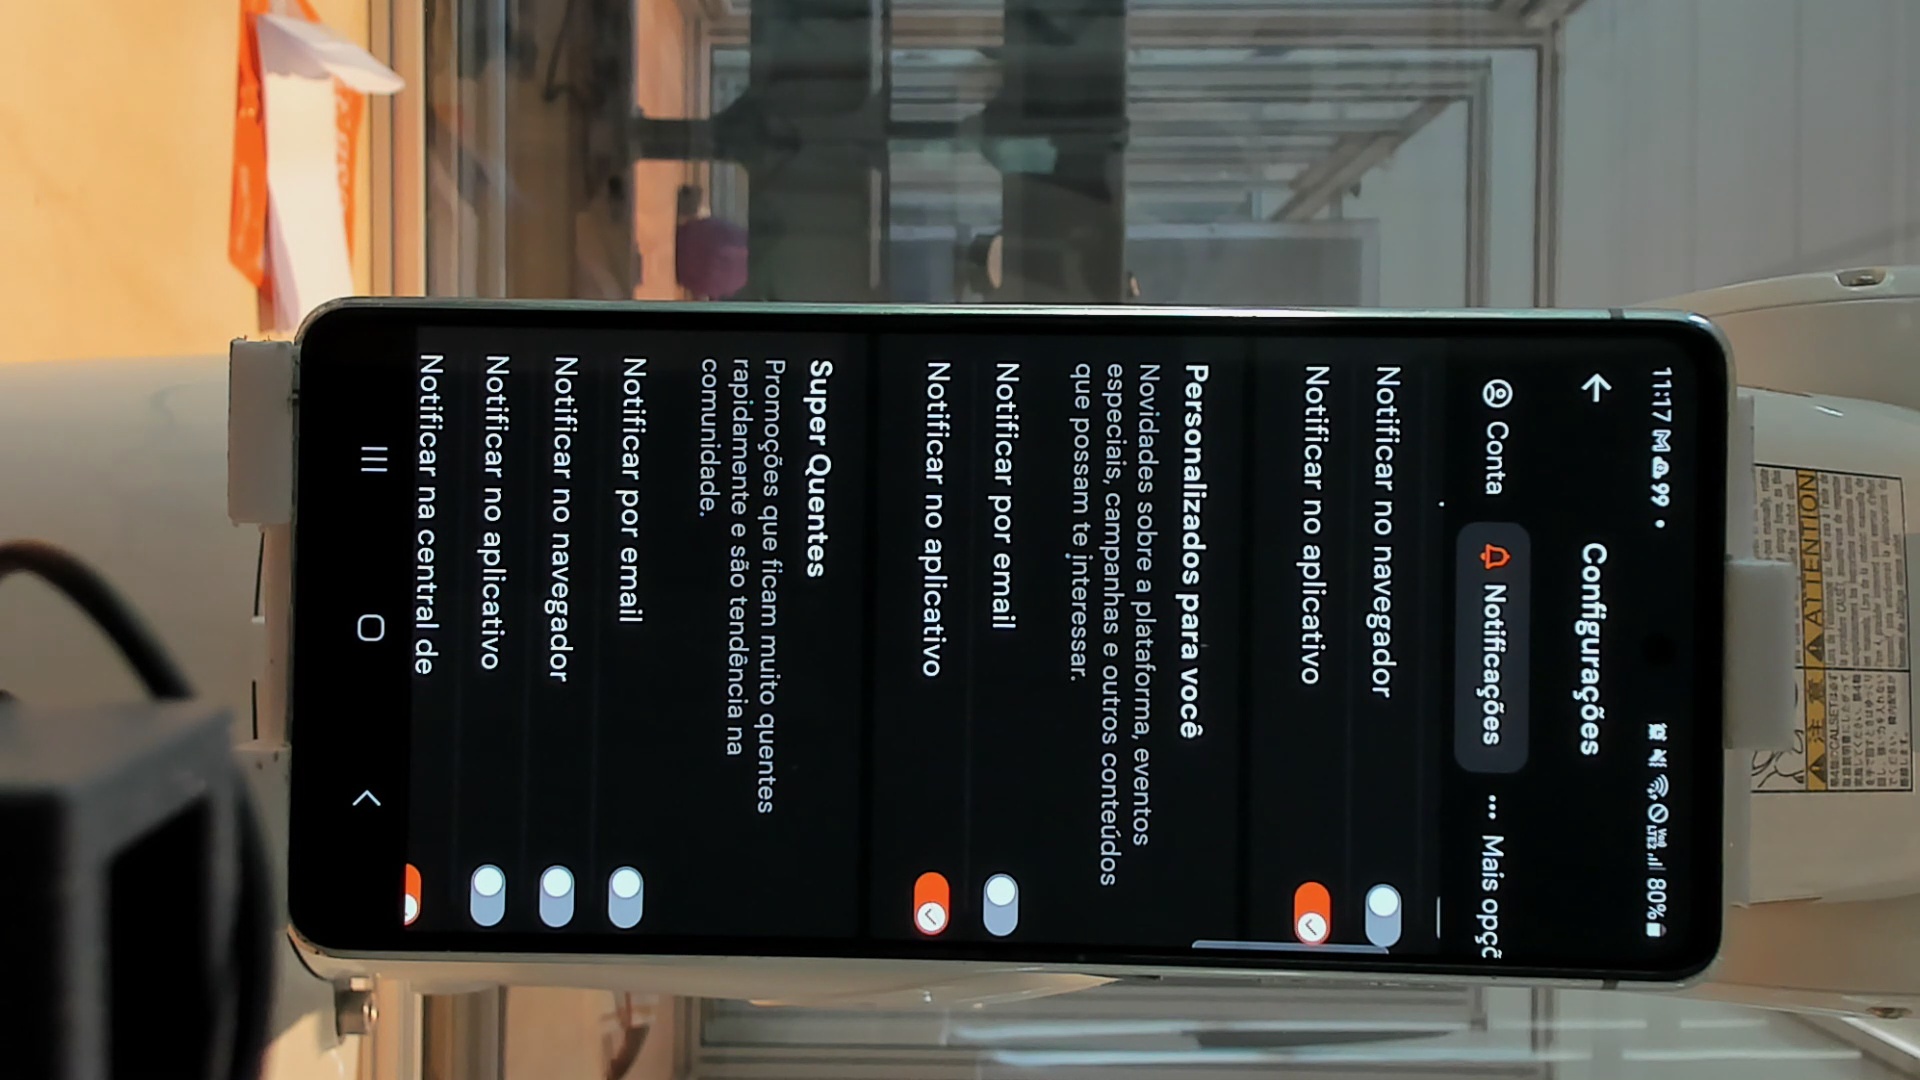 11:17
80%
Configurações
Conta
Notificações
Mais opçõ
Notificar no navegador
Notificar no aplicativo
Personalizados para você
Novidades sobre a plataforma, eventos
especiais, campanhas e outros conteúdos
que possam te interessar.
Notificar por email
Notificar no aplicativo
Super Quentes
Promoções que ficam muito quentes
rapidamente e são tendência na
comunidade.
Notificar por email
Notificar no navegador
Notificar no aplicativo
Notificar na central de
注意 ATTENTION